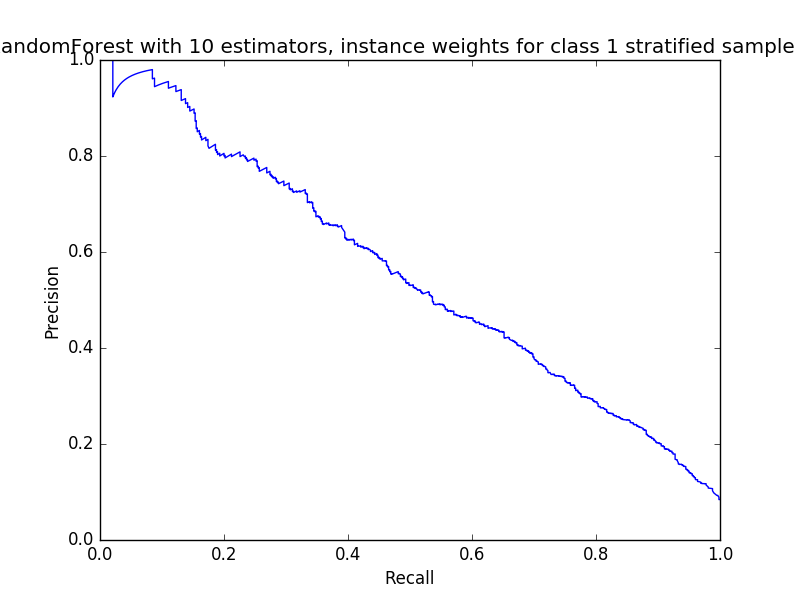 andomForest with 10 estimators, instance weights for class 1 stratified sample
1.0
0.8
0.6
0.4
0.2
0.0
Precision
0.0 0.2 0.4 0.6 0.8 1.0
Recall